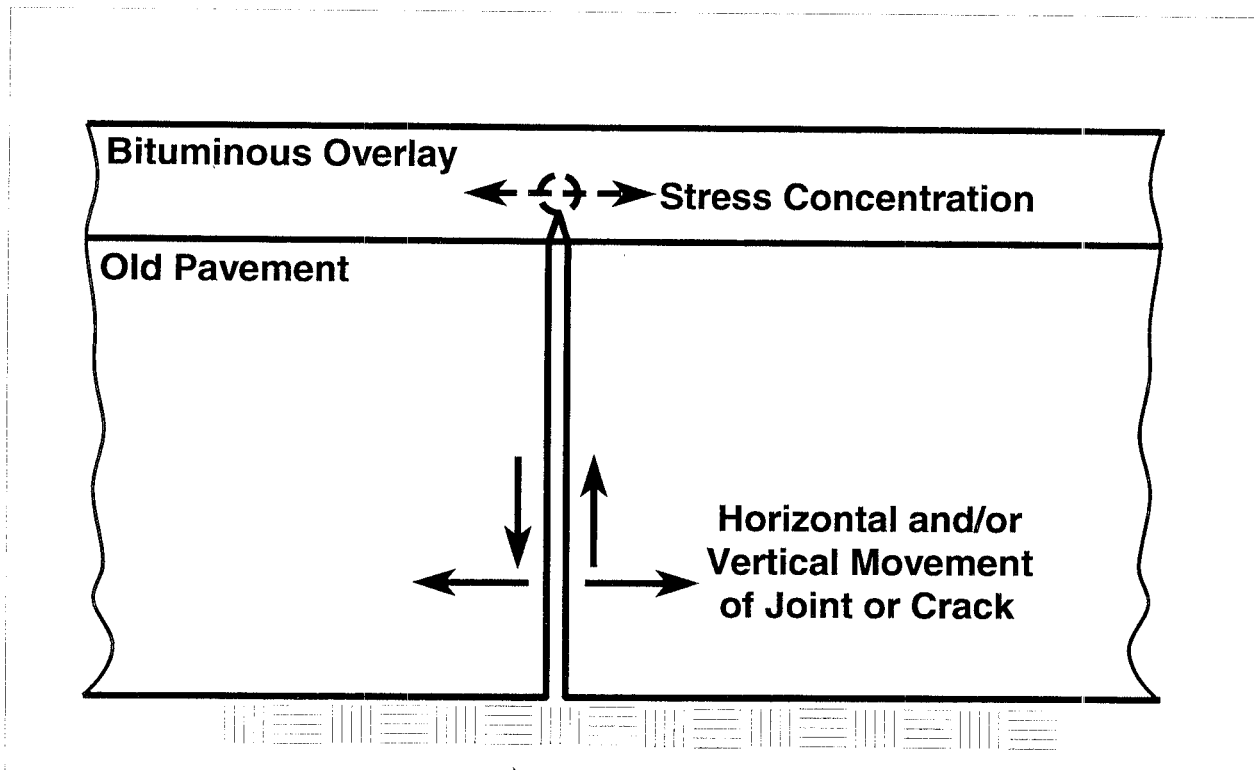 Bituminous Overlay
Stress Concentration
Old Pavement
Horizontal and/or
Vertical Movement
of Joint or Crack